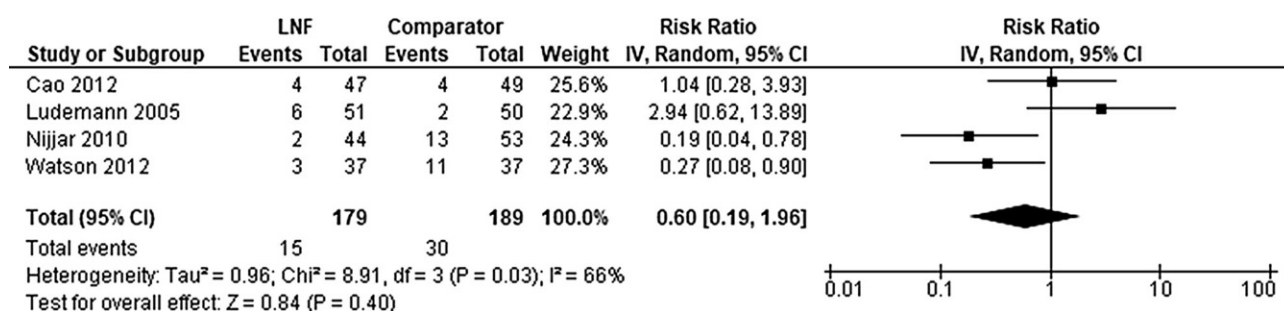 LNF Comparator Risk Ratio Risk Ratio
Study or Subgroup Events Total Events Total Weight IV, Random, 95% CI IV, Random, 95% CI
Cao 2012 4 47 4 49 25.6% 1.04 [0.28, 3.93]
Ludemann 2005 6 51 2 50 22.9% 2.94 [0.62, 13.89]
Nijjar 2010 2 44 13 53 24.3% 0.19 [0.04, 0.78]
Watson 2012 3 37 11 37 27.3% 0.27 [0.08, 0.90]
Total (95% CI) 179 189 100.0% 0.60 [0.19, 1.96]
Total events 15 30
Heterogeneity: Tau² = 0.96; Chi² = 8.91, df = 3 (P = 0.03); I² = 66%
Test for overall effect: Z = 0.84 (P = 0.40)
0.01 0.1 1 10 100